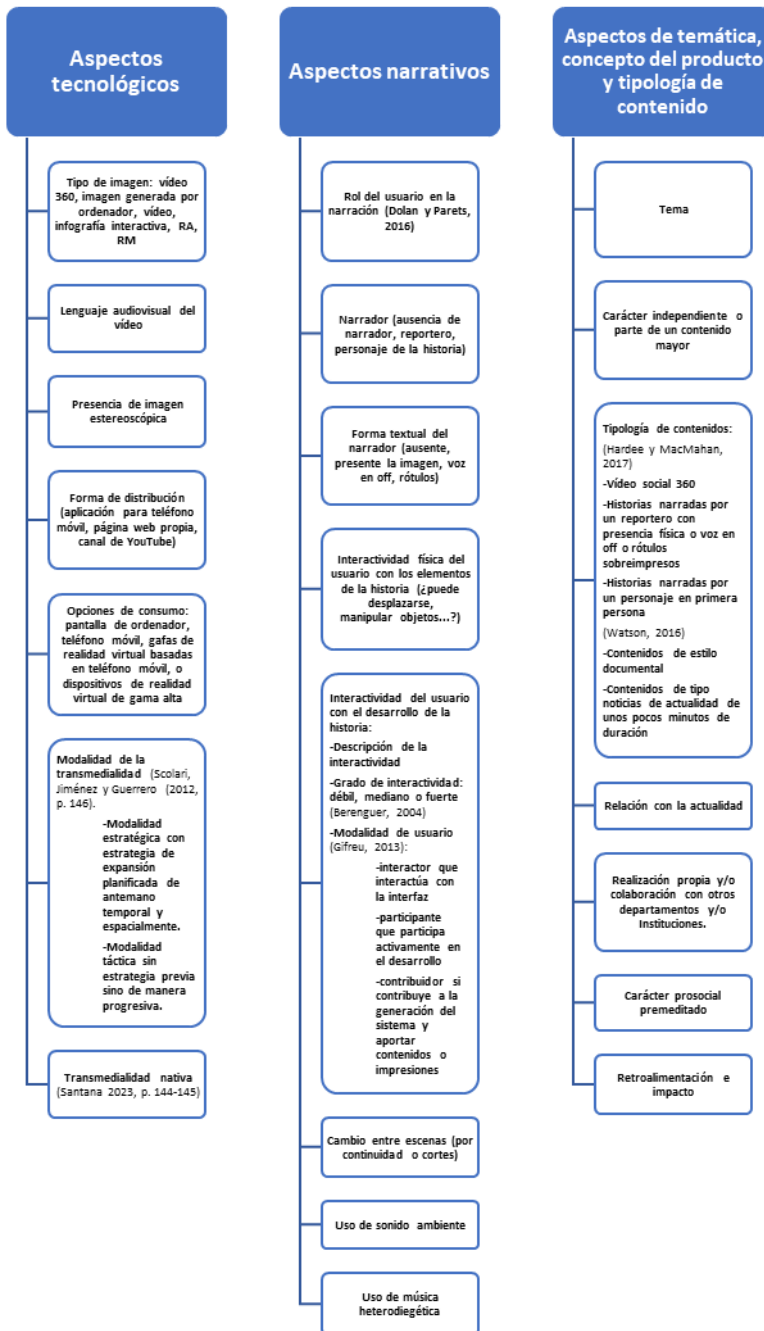 Aspectos
tecnológicos
Tipo de imagen: vídeo
360, imagen generada por
ordenador, vídeo,
infografía interactiva, RA,
RM
Lenguaje audiovisual del
vídeo
Presencia de imagen
estereoscópica
Forma de distribución
(aplicación para teléfono
móvil, página web propia,
canal de YouTube)
Opciones de consumo:
pantalla de ordenador,
teléfono móvil, gafas de
realidad virtual basadas
en teléfono móvil, o
dispositivos de realidad
virtual de gama alta
Modalidad de la
transmedialidad (Scolari,
Jiménez y Guerrero (2012,
p. 146).
-Modalidad
estratégica con
estrategia de
expansión
planificada de
antemano
temporal y
espacialmente.
-Modalidad
táctica sin
estrategia previa
sino de manera
progresiva.
Transmedialidad nativa
(Santana 2023, p. 144-145)
Aspectos narrativos
Rol del usuario en la
narración (Dolan y Parets,
2016)
Narrador (ausencia de
narrador, reportero,
personaje de la historia)
Forma textual del
narrador (ausente,
presente la imagen, voz
en off, rótulos)
Interactividad física del
usuario con los elementos
de la historia (¿puede
desplazarse,
manipular objetos...?)
Interactividad del usuario
con el desarrollo de la
historia:
-Descripción de la
interactividad
-Grado de interactividad:
débil, mediano o fuerte
(Berenguer, 2004)
-Modalidad de usuario
(Gifreu, 2013):
-interactor que
interactúa con
la interfaz
-participante
que participa
activamente en
el desarrollo
-contribuidor si
contribuye a la
generación del
sistema y
aportar
contenidos o
impresiones
Cambio entre escenas (por
continuidad o cortes)
Uso de sonido ambiente
Uso de música
heterodiegética
Aspectos de temática,
concepto del producto
y tipología de
contenido
Tema
Carácter independiente o
parte de un contenido
mayor
Tipología de contenidos:
(Hardee y MacMahan,
2017)
-Vídeo social 360
-Historias narradas por
un reportero con
presencia física o voz en
off o rótulos
sobreimpresos
-Historias narradas por
un personaje en primera
persona
(Watson, 2016)
-Contenidos de estilo
documental
-Contenidos de tipo
noticias de actualidad de
unos pocos minutos de
duración
Relación con la actualidad
Realización propia y/o
colaboración con otros
departamentos y/o
Instituciones.
Carácter prosocial
premeditado
Retroalimentación e
impacto